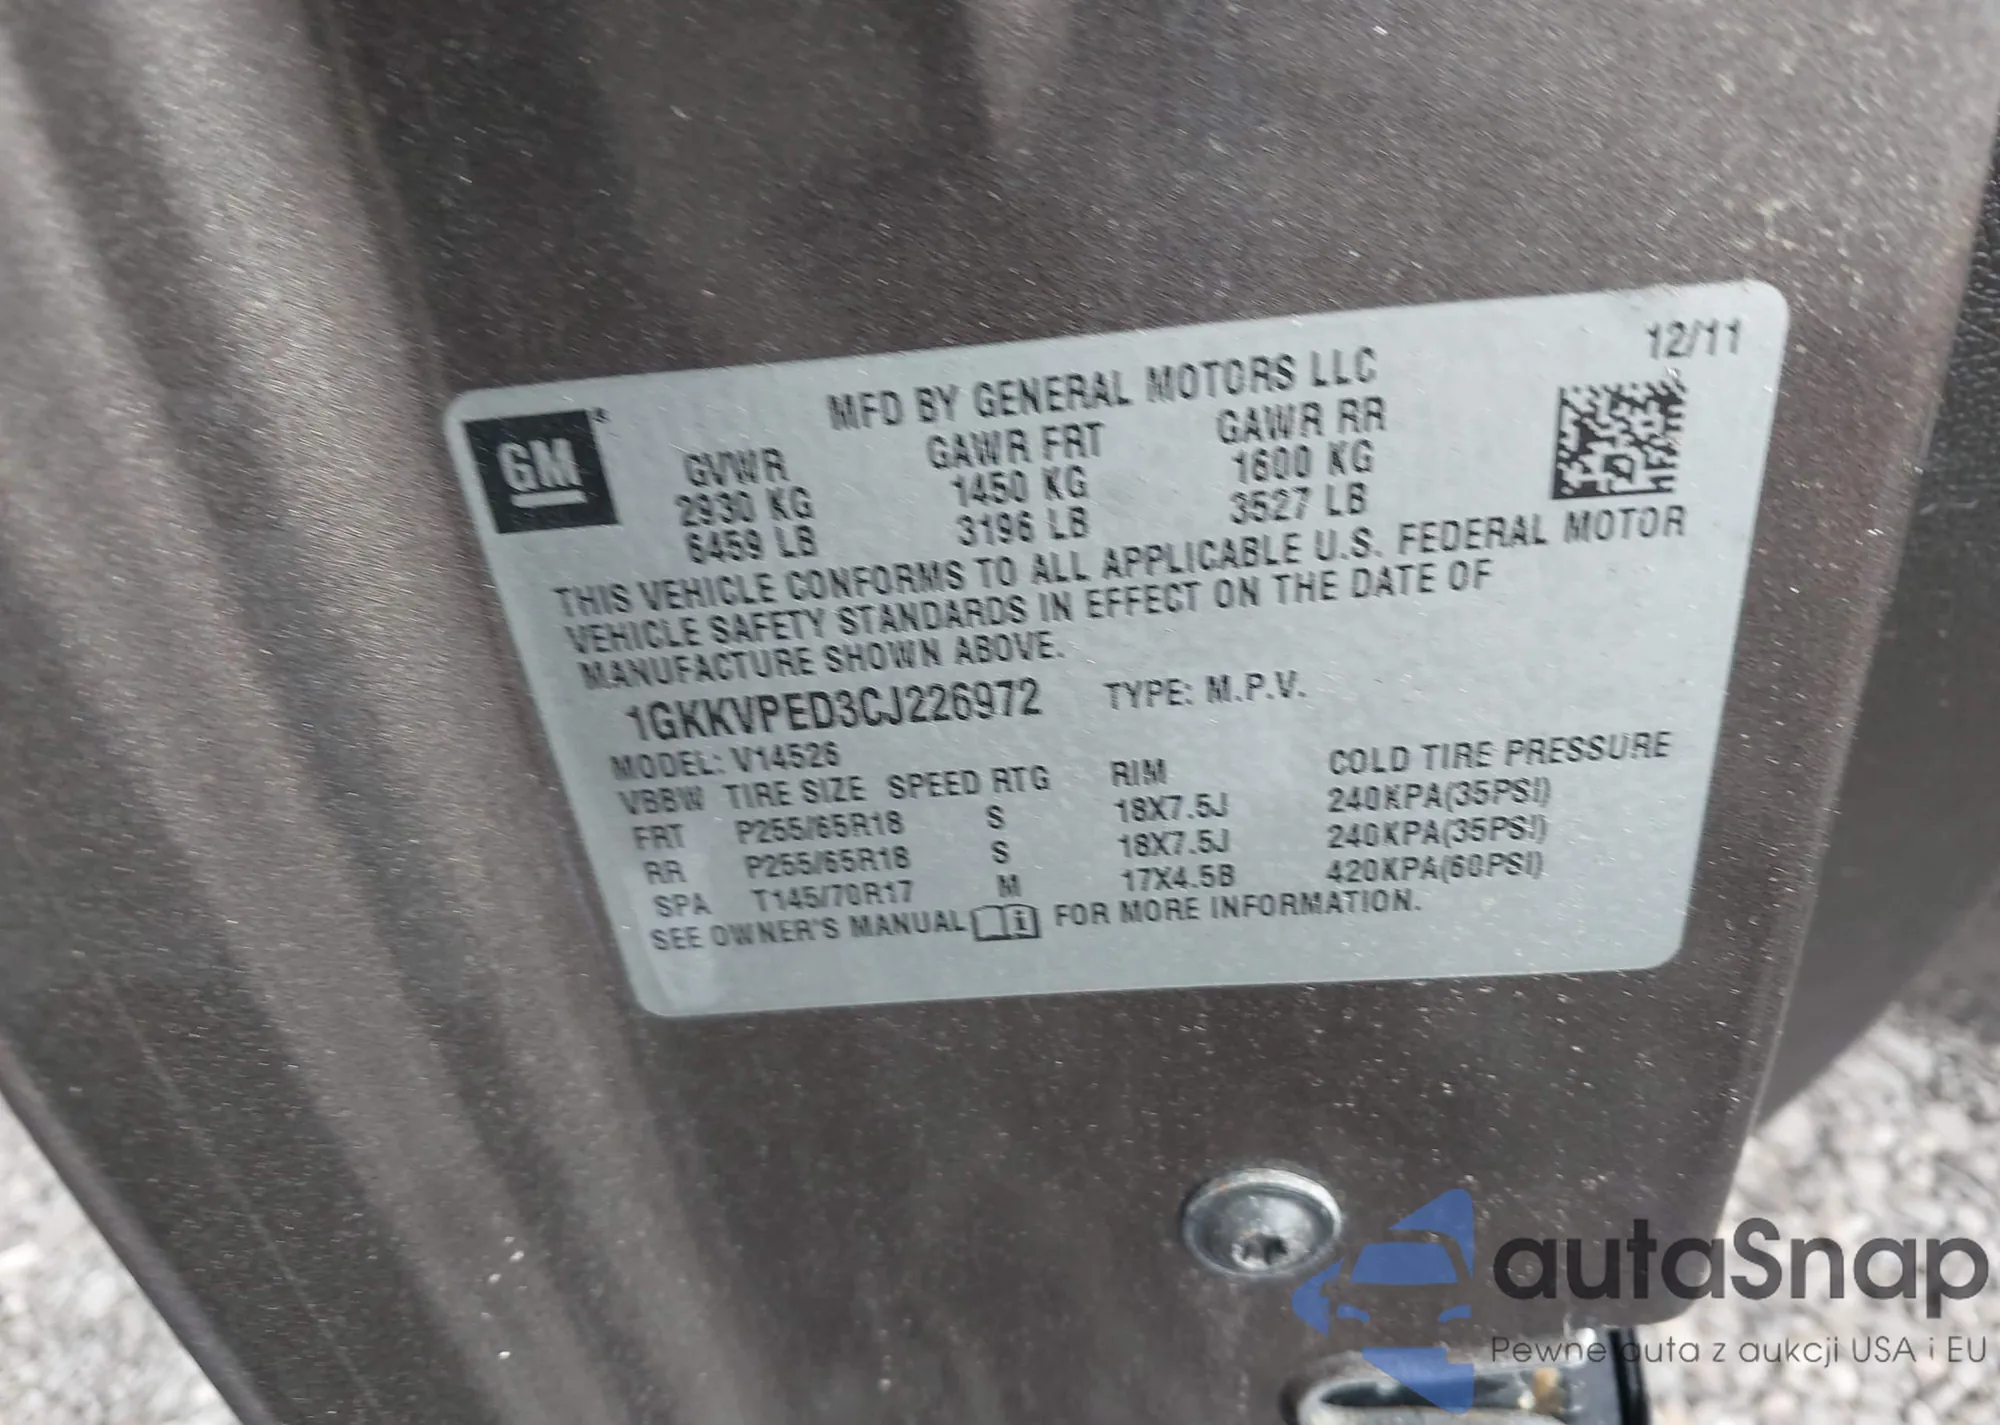 12/11
MFD BY GENERAL MOTORS LLC
GM®
GVWR GAWR FRT GAWR RR
2930 KG 1450 KG 1600 KG
6459 LB 3196 LB 3527 LB
THIS VEHICLE CONFORMS TO ALL APPLICABLE U.S. FEDERAL MOTOR
VEHICLE SAFETY STANDARDS IN EFFECT ON THE DATE OF
MANUFACTURE SHOWN ABOVE.
1GKKVPED3CJ226972 TYPE: M.P.V.
MODEL: V14526
VBBW TIRE SIZE SPEED RTG RIM COLD TIRE PRESSURE
FRT P255/65R18 S 18X7.5J 240KPA(35PSI)
RR P255/65R18 S 18X7.5J 240KPA(35PSI)
SPA T145/70R17 M 17X4.5B 420KPA(60PSI)
SEE OWNER'S MANUAL i FOR MORE INFORMATION.
autaSnap
Pewne auta z aukcji USA i EU